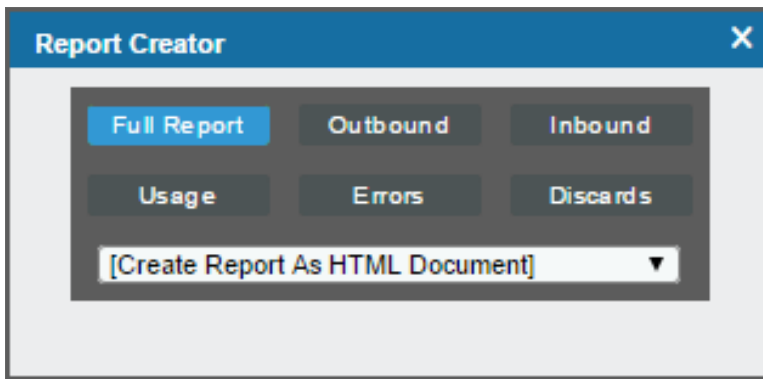 Report Creator
Full Report Outbound Inbound
Usage Errors Discards
[Create Report As HTML Document]